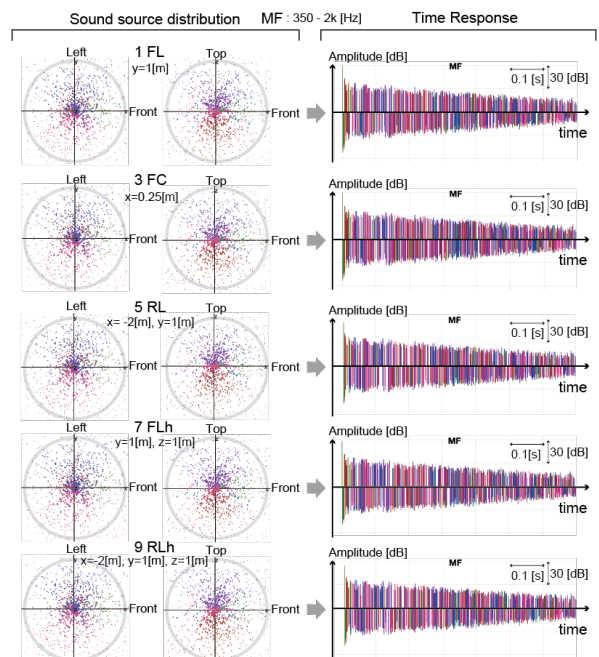 Sound source distribution MF : 350 - 2k [Hz] Time Response
Left 1 FL Top
y=1[m]
Front Front
Amplitude [dB]
MF
0.1 [s] 30 [dB]
time
3 FC
Left Top
x=0.25[m]
Front Front
Amplitude [dB]
MF
0.1 [s] 30 [dB]
time
5 RL
Left Top
x= -2[m], y=1[m]
Front Front
Amplitude [dB]
MF
0.1 [s] 30 [dB]
time
7 FLh
Left Top
y=1[m], z=1[m]
Front Front
Amplitude [dB]
MF
0.1[s] 30 [dB]
time
9 RLh
Left Top
x=-2[m], y=1[m], z=1[m]
Front Front
Amplitude [dB]
MF
0.1 [s] 30 [dB]
time